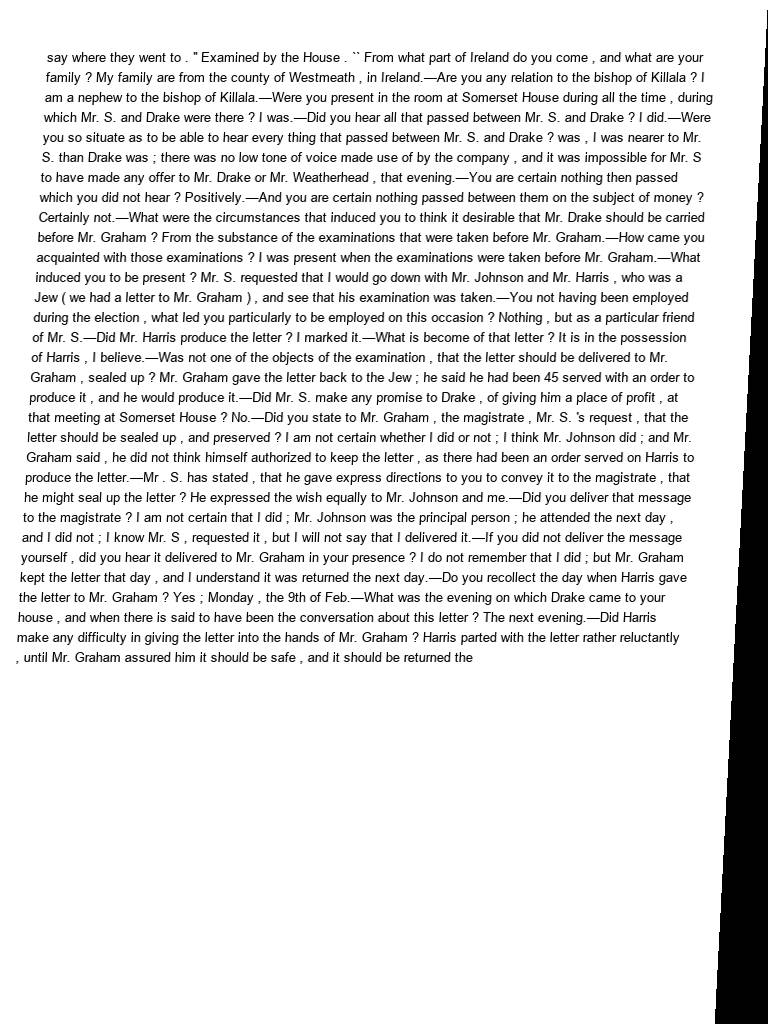 say where they went to . " Examined by the House . `` From what part of Ireland do you come , and what are your
family ? My family are from the county of Westmeath , in Ireland.—Are you any relation to the bishop of Killala ? I
am a nephew to the bishop of Killala.—Were you present in the room at Somerset House during all the time , during
which Mr. S. and Drake were there ? I was.—Did you hear all that passed between Mr. S. and Drake ? I did.—Were
you so situate as to be able to hear every thing that passed between Mr. S. and Drake ? was , I was nearer to Mr.
S. than Drake was ; there was no low tone of voice made use of by the company , and it was impossible for Mr. S
to have made any offer to Mr. Drake or Mr. Weatherhead , that evening.—You are certain nothing then passed
which you did not hear ? Positively.—And you are certain nothing passed between them on the subject of money ?
Certainly not.—What were the circumstances that induced you to think it desirable that Mr. Drake should be carried
before Mr. Graham ? From the substance of the examinations that were taken before Mr. Graham.—How came you
acquainted with those examinations ? I was present when the examinations were taken before Mr. Graham.—What
induced you to be present ? Mr. S. requested that I would go down with Mr. Johnson and Mr. Harris , who was a
Jew ( we had a letter to Mr. Graham ) , and see that his examination was taken.—You not having been employed
during the election , what led you particularly to be employed on this occasion ? Nothing , but as a particular friend
of Mr. S.—Did Mr. Harris produce the letter ? I marked it.—What is become of that letter ? It is in the possession
of Harris , I believe.—Was not one of the objects of the examination , that the letter should be delivered to Mr.
Graham , sealed up ? Mr. Graham gave the letter back to the Jew ; he said he had been 45 served with an order to
produce it , and he would produce it.—Did Mr. S. make any promise to Drake , of giving him a place of profit , at
that meeting at Somerset House ? No.—Did you state to Mr. Graham , the magistrate , Mr. S. 's request , that the
letter should be sealed up , and preserved ? I am not certain whether I did or not ; I think Mr. Johnson did ; and Mr.
Graham said , he did not think himself authorized to keep the letter , as there had been an order served on Harris to
produce the letter.—Mr . S. has stated , that he gave express directions to you to convey it to the magistrate , that
he might seal up the letter ? He expressed the wish equally to Mr. Johnson and me.—Did you deliver that message
to the magistrate ? I am not certain that I did ; Mr. Johnson was the principal person ; he attended the next day ,
and I did not ; I know Mr. S , requested it , but I will not say that I delivered it.—If you did not deliver the message
yourself , did you hear it delivered to Mr. Graham in your presence ? I do not remember that I did ; but Mr. Graham
kept the letter that day , and I understand it was returned the next day.—Do you recollect the day when Harris gave
the letter to Mr. Graham ? Yes ; Monday , the 9th of Feb.—What was the evening on which Drake came to your
house , and when there is said to have been the conversation about this letter ? The next evening.—Did Harris
make any difficulty in giving the letter into the hands of Mr. Graham ? Harris parted with the letter rather reluctantly
, until Mr. Graham assured him it should be safe , and it should be returned the